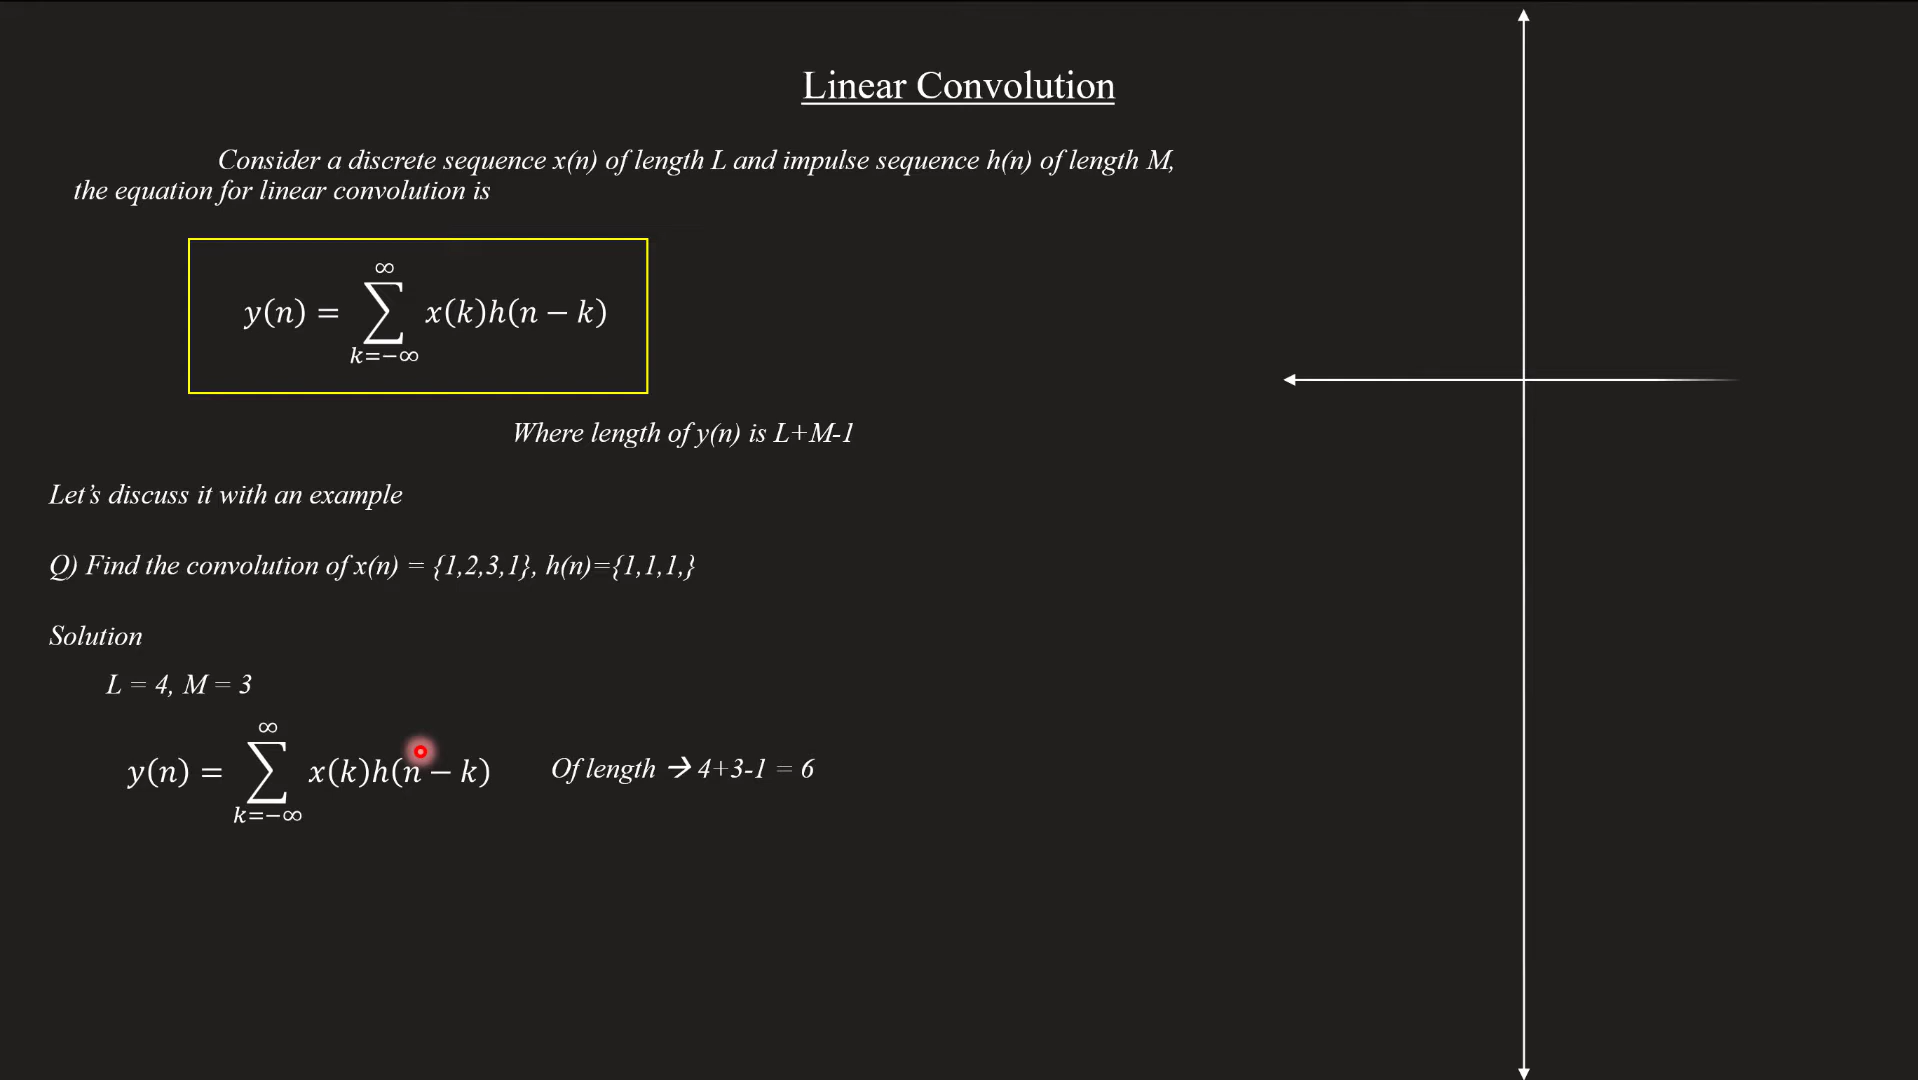 Linear Convolution
Consider a discrete sequence x(n) of length L and impulse sequence h(n) of length M,
the equation for linear convolution is
y(n) = ∑_{k=−∞}^{∞} x(k)h(n − k)
Where length of y(n) is L+M-1
Let’s discuss it with an example
Q) Find the convolution of x(n) = {1,2,3,1}, h(n)={1,1,1,}
Solution
L = 4, M = 3
y(n) = ∑_{k=−∞}^{∞} x(k)h(n − k) Of length → 4+3-1 = 6